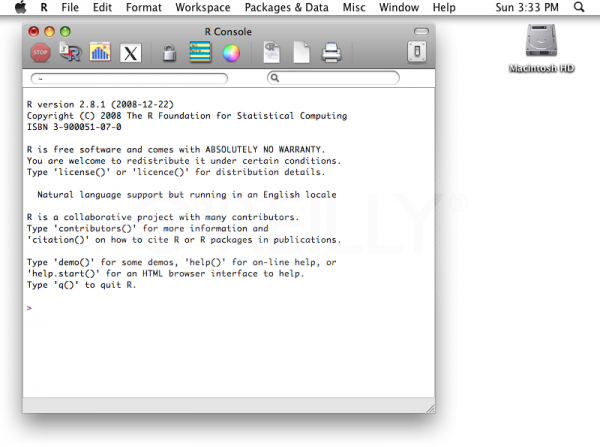 R File Edit Format Workspace Packages & Data Misc Window Help Sun 3:33 PM
R Console
STOP
R
X
Macintosh HD
~
R version 2.8.1 (2008-12-22)
Copyright (C) 2008 The R Foundation for Statistical Computing
ISBN 3-900051-07-0
R is free software and comes with ABSOLUTELY NO WARRANTY.
You are welcome to redistribute it under certain conditions.
Type 'license()' or 'licence()' for distribution details.
Natural language support but running in an English locale
R is a collaborative project with many contributors.
Type 'contributors()' for more information and
'citation()' on how to cite R or R packages in publications.
Type 'demo()' for some demos, 'help()' for on-line help, or
'help.start()' for an HTML browser interface to help.
Type 'q()' to quit R.
>